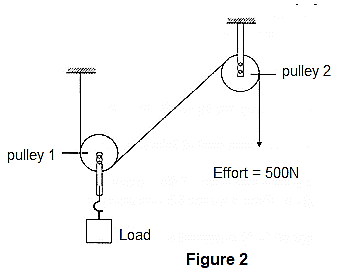 pulley 2
pulley 1
Effort = 500N
Load
Figure 2